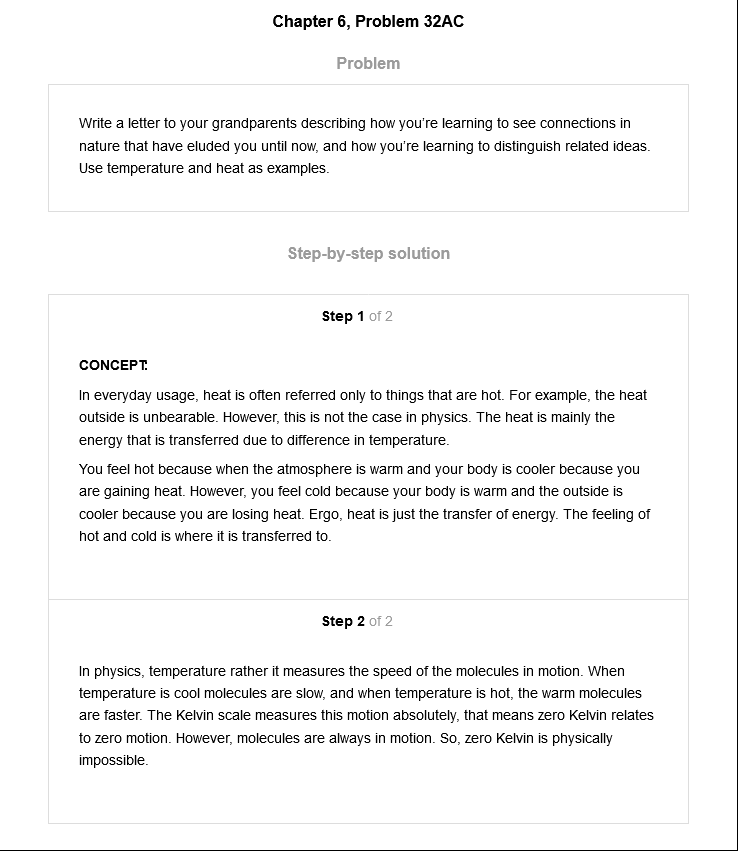 Chapter 6, Problem 32AC
Problem
Write a letter to your grandparents describing how you're learning to see connections in
nature that have eluded you until now, and how you're learning to distinguish related ideas.
Use temperature and heat as examples.
Step-by-step solution
Step 1 of 2
CONCEPT:
In everyday usage, heat is often referred only to things that are hot. For example, the heat
outside is unbearable. However, this is not the case in physics. The heat is mainly the
energy that is transferred due to difference in temperature.
You feel hot because when the atmosphere is warm and your body is cooler because you
are gaining heat. However, you feel cold because your body is warm and the outside is
cooler because you are losing heat. Ergo, heat is just the transfer of energy. The feeling of
hot and cold is where it is transferred to.
Step 2 of 2
In physics, temperature rather it measures the speed of the molecules in motion. When
temperature is cool molecules are slow, and when temperature is hot, the warm molecules
are faster. The Kelvin scale measures this motion absolutely, that means zero Kelvin relates
to zero motion. However, molecules are always in motion. So, zero Kelvin is physically
impossible.